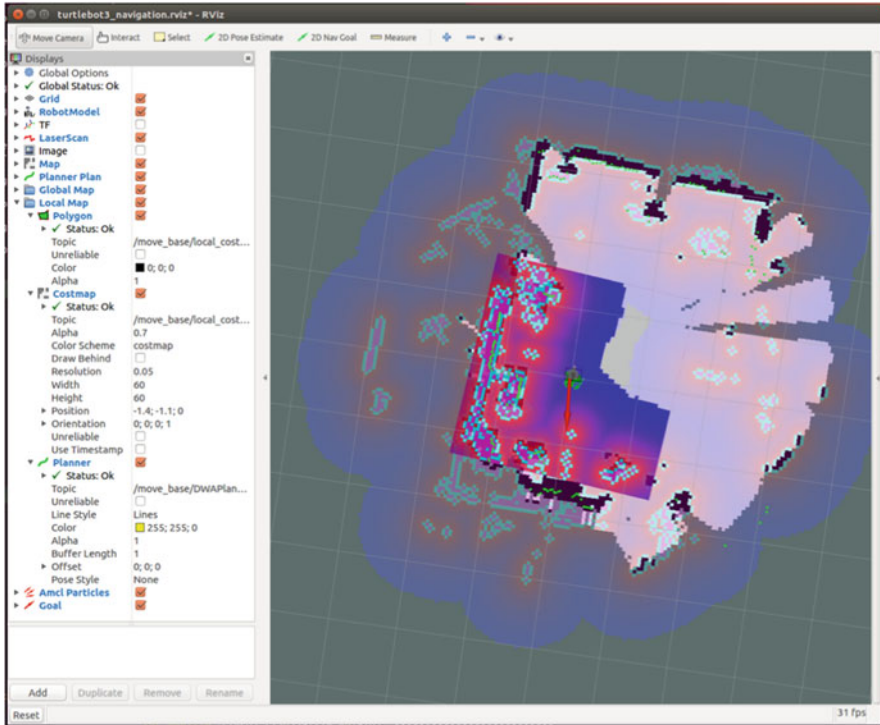 turtlebot3_navigation.rviz* - RViz
Move Camera Interact Select 2D Pose Estimate 2D Nav Goal Measure
Displays
Global Options
Global Status: Ok
Grid
RobotModel
TF
LaserScan
Image
Map
Planner Plan
Global Map
Local Map
Polygon
Status: Ok
Topic /move_base/local_cost...
Unreliable
Color 0; 0; 0
Alpha 1
Costmap
Status: Ok
Topic /move_base/local_cost...
Alpha 0.7
Color Scheme costmap
Draw Behind
Resolution 0.05
Width 60
Height 60
Position -1.4; -1.1; 0
Orientation 0; 0; 0; 1
Unreliable
Use Timestamp
Planner
Status: Ok
Topic /move_base/DWAPlan...
Unreliable
Line Style Lines
Color 255; 255; 0
Alpha 1
Buffer Length 1
Offset 0; 0; 0
Pose Style None
Amcl Particles
Goal
Add Duplicate Remove Rename
Reset 31 fps